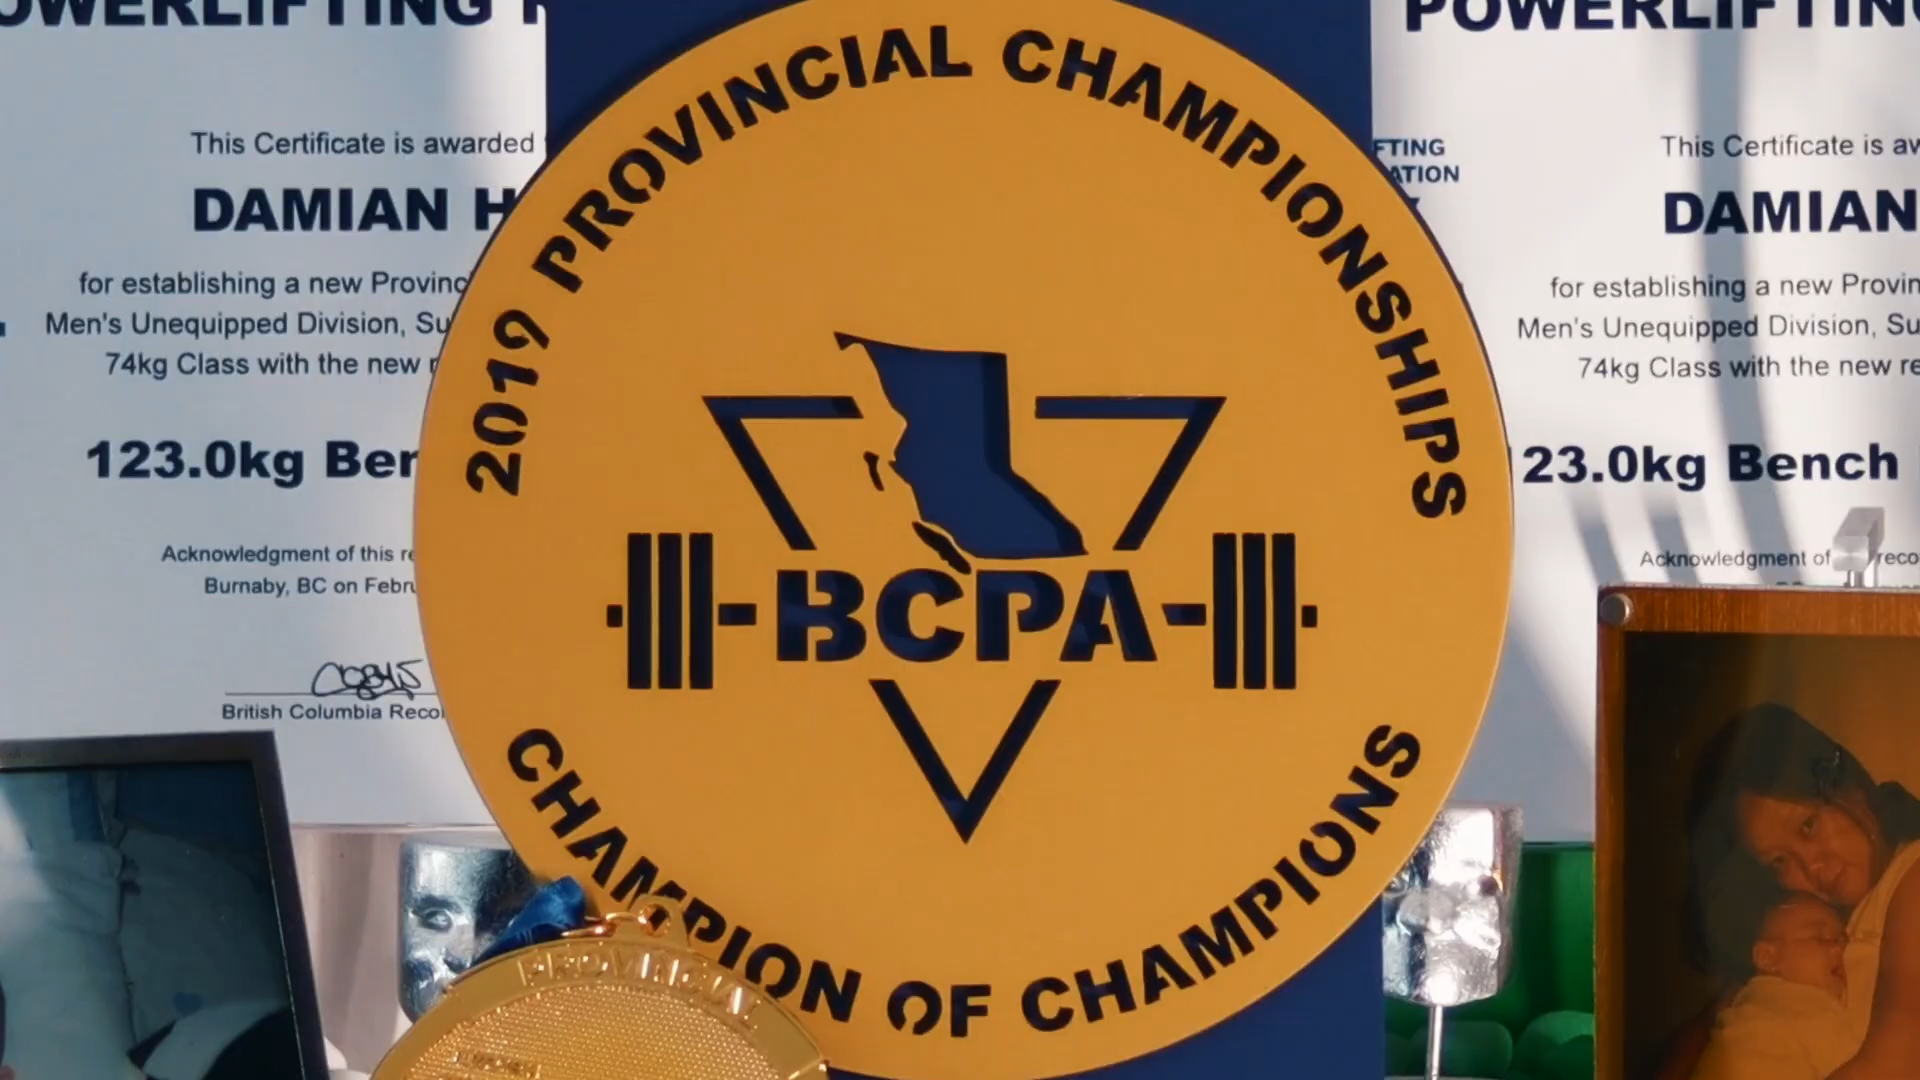 POWERLIFTING
This Certificate is awarded
DAMIAN H
for establishing a new Provinc
Men's Unequipped Division, Su
74kg Class with the new r
123.0kg Ben
Acknowledgment of this re
Burnaby, BC on Febru
British Columbia Recor
2019 PROVINCIAL CHAMPIONSHIPS
BCPA
CHAMPION OF CHAMPIONS
PROVINCIAL
POWERLIFTING
FTING
ATION
This Certificate is aw
DAMIAN
for establishing a new Provin
Men's Unequipped Division, Su
74kg Class with the new re
23.0kg Bench
Acknowledgment of reco